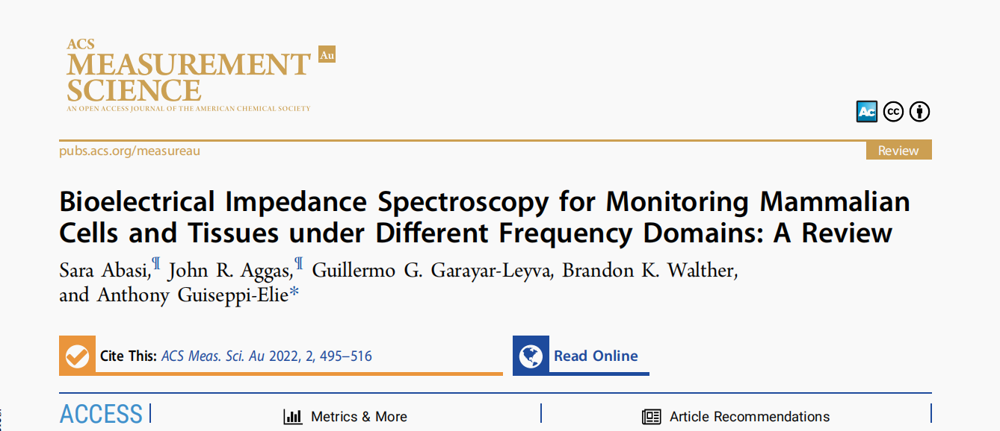 ACS
MEASUREMENT Au
SCIENCE
AN OPEN ACCESS JOURNAL OF THE AMERICAN CHEMICAL SOCIETY
Ac cc
pubs.acs.org/measureau Review
Bioelectrical Impedance Spectroscopy for Monitoring Mammalian
Cells and Tissues under Different Frequency Domains: A Review
Sara Abasi,¶ John R. Aggas,¶ Guillermo G. Garayar-Leyva, Brandon K. Walther,
and Anthony Guiseppi-Elie*
Cite This: ACS Meas. Sci. Au 2022, 2, 495–516 Read Online
ACCESS Metrics & More Article Recommendations